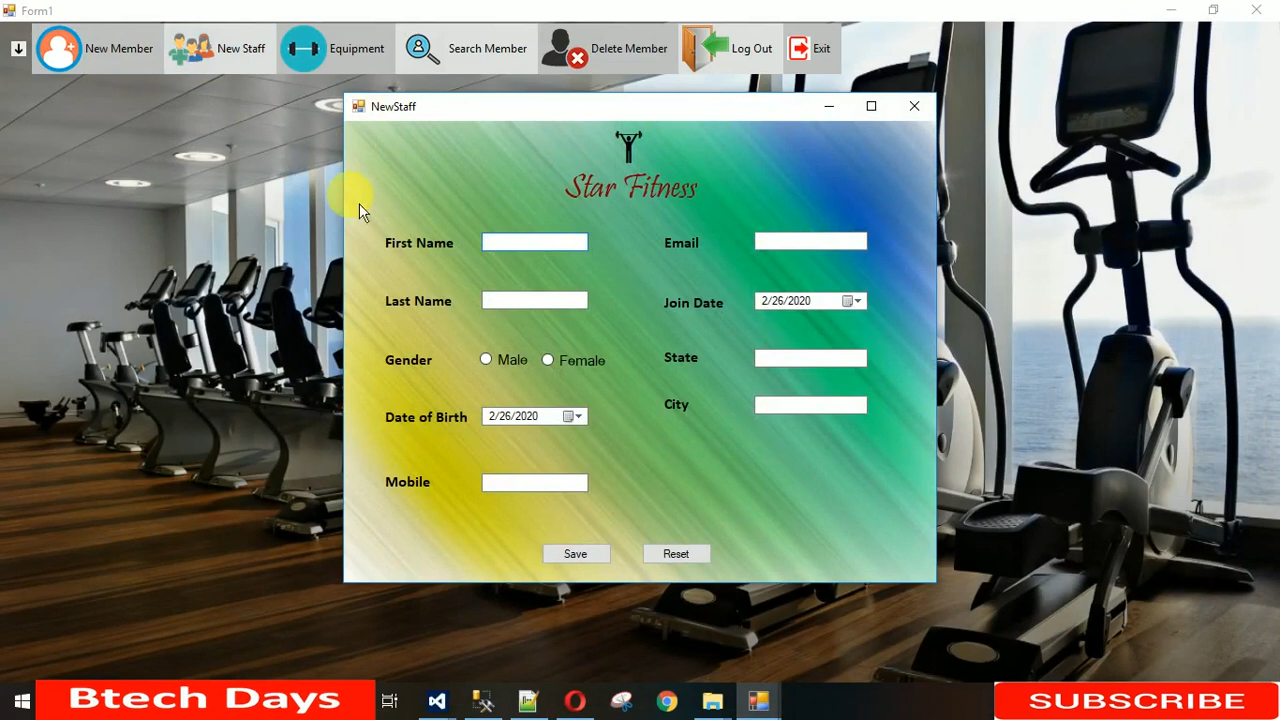 Form1
New Member New Staff Equipment Search Member Delete Member Log Out Exit
NewStaff
Star Fitness
First Name
Email
Last Name
Join Date 2/26/2020
Gender Male Female
State
Date of Birth 2/26/2020
City
Mobile
Save Reset
Btech Days
SUBSCRIBE